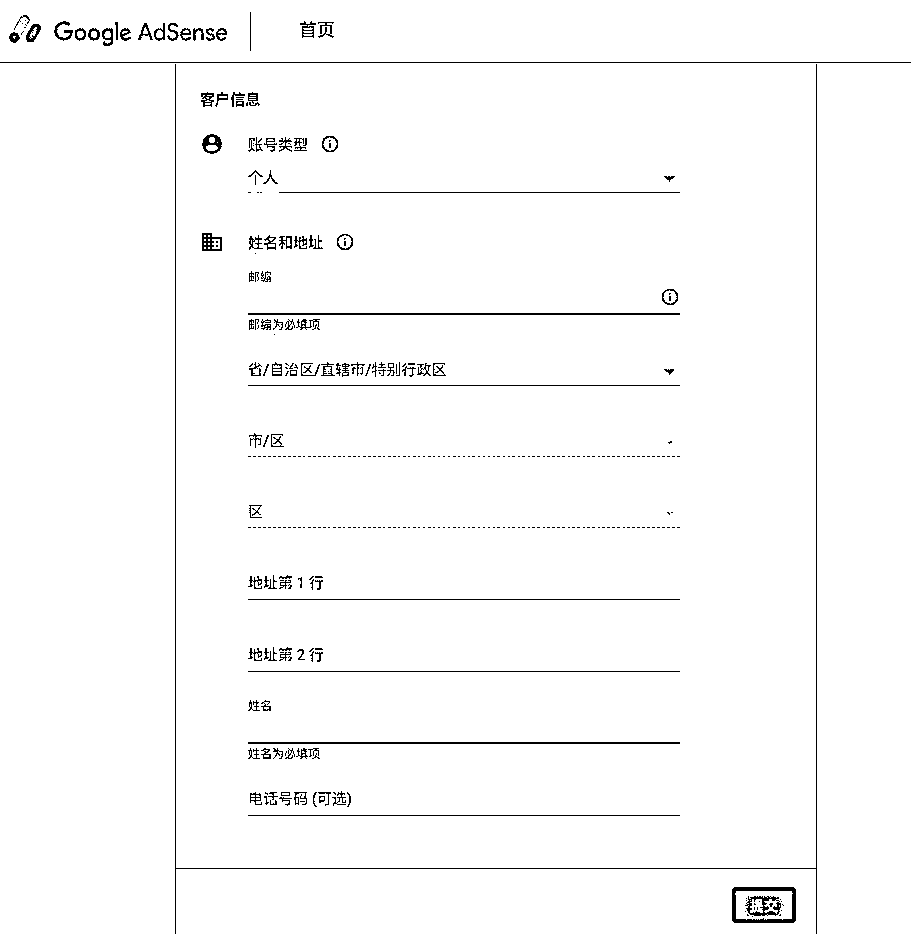 Google AdSense 首页
客户信息
账号类型
个人
姓名和地址
邮编
邮编为必填项
省/自治区/直辖市/特别行政区
市/区
区
地址第 1 行
地址第 2 行
姓名
姓名为必填项
电话号码 (可选)
提交